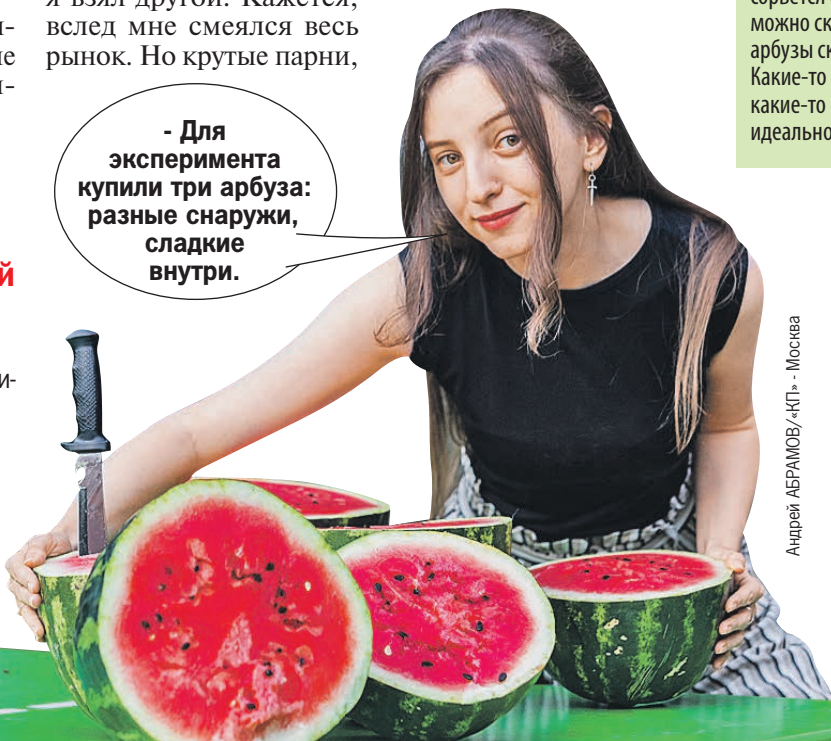 я взял другой. Кажется,
вслед мне смеялся весь
рынок. Но крутые парни,
- Для
эксперимента
купили три арбуза:
разные снаружи,
сладкие
внутри.
Андрей АБРАМОВ/«КП» - Москва
можно ск
арбузы ск
Какие-то
какие-то
идеально